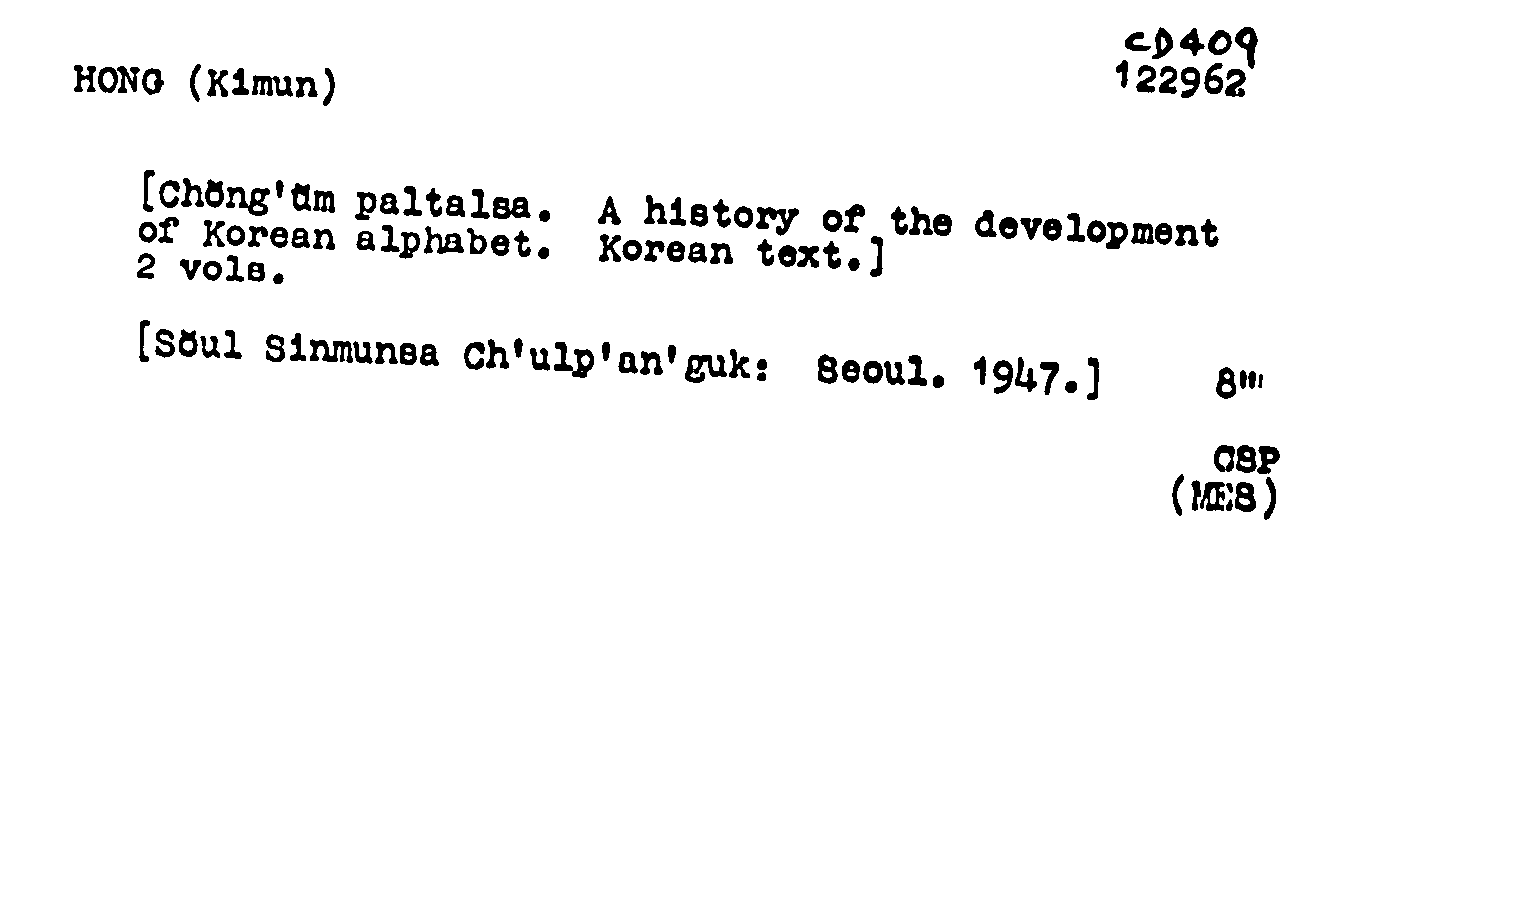 CD409
HONG (Kimun)
122962
[Chŏng'ŭm paltalsa. A history of the development
of Korean alphabet. Korean text.]
2 vols.
[Sŏul Sinmunsa Ch'ulp'an'guk: Seoul. 1947.]
8"'
CSP
(MES)